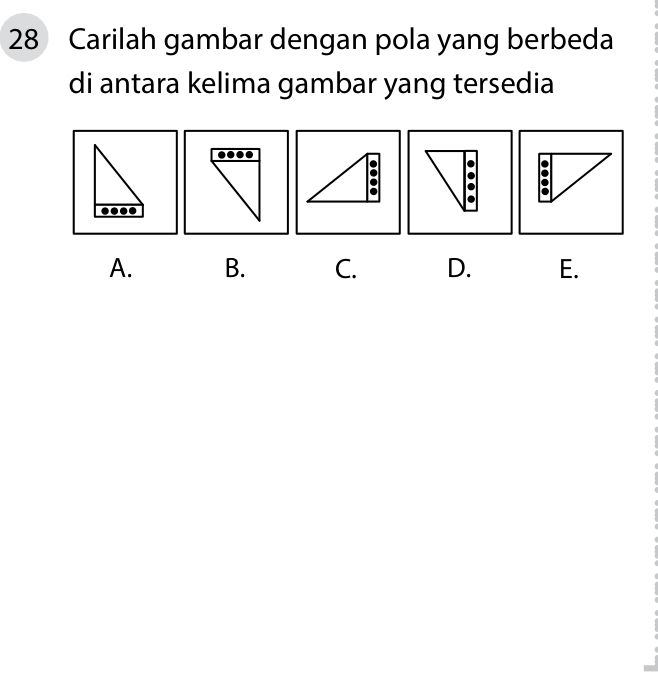 28 Carilah gambar dengan pola yang berbeda
di antara kelima gambar yang tersedia
A. B. C. D. E.